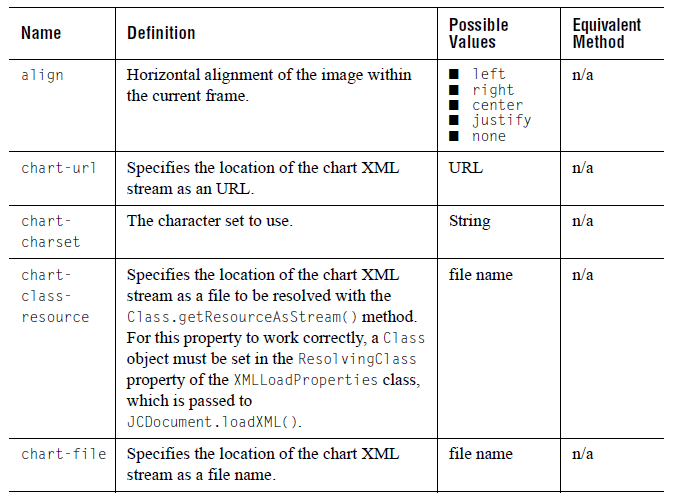 Name Definition Possible Values Equivalent Method
align Horizontal alignment of the image within n/a
the current frame.
■ left
■ right
■ center
■ justify
■ none
chart-url Specifies the location of the chart XML URL n/a
stream as an URL.
chart- The character set to use. String n/a
charset
chart- Specifies the location of the chart XML file name n/a
class- stream as a file to be resolved with the
resource Class.getResourceAsStream() method.
For this property to work correctly, a Class
object must be set in the ResolvingClass
property of the XMLLoadProperties class,
which is passed to
JCDocument.loadXML().
chart-file Specifies the location of the chart XML file name n/a
stream as a file name.